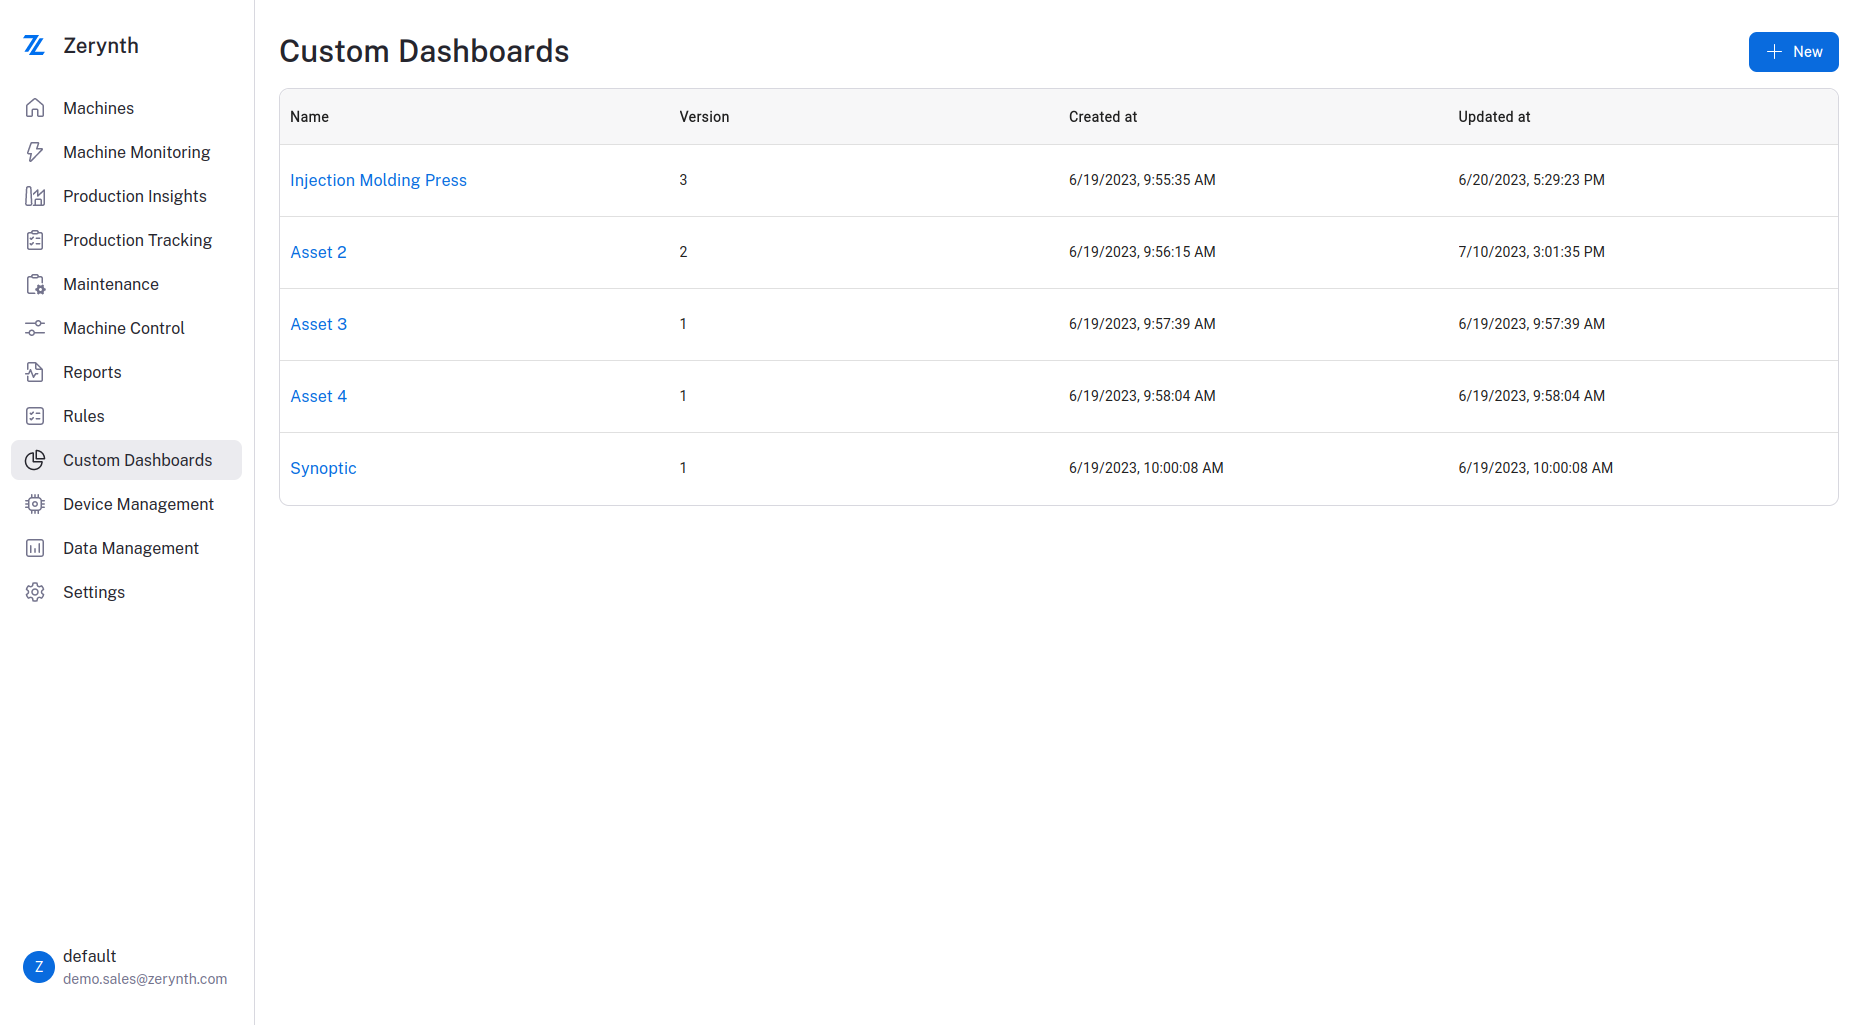 Zerynth
Machines
Machine Monitoring
Production Insights
Production Tracking
Maintenance
Machine Control
Reports
Rules
Custom Dashboards
Device Management
Data Management
Settings
Z default
demo.sales@zerynth.com
Custom Dashboards
New
Name Version Created at Updated at
Injection Molding Press 3 6/19/2023, 9:55:35 AM 6/20/2023, 5:29:23 PM
Asset 2 2 6/19/2023, 9:56:15 AM 7/10/2023, 3:01:35 PM
Asset 3 1 6/19/2023, 9:57:39 AM 6/19/2023, 9:57:39 AM
Asset 4 1 6/19/2023, 9:58:04 AM 6/19/2023, 9:58:04 AM
Synoptic 1 6/19/2023, 10:00:08 AM 6/19/2023, 10:00:08 AM